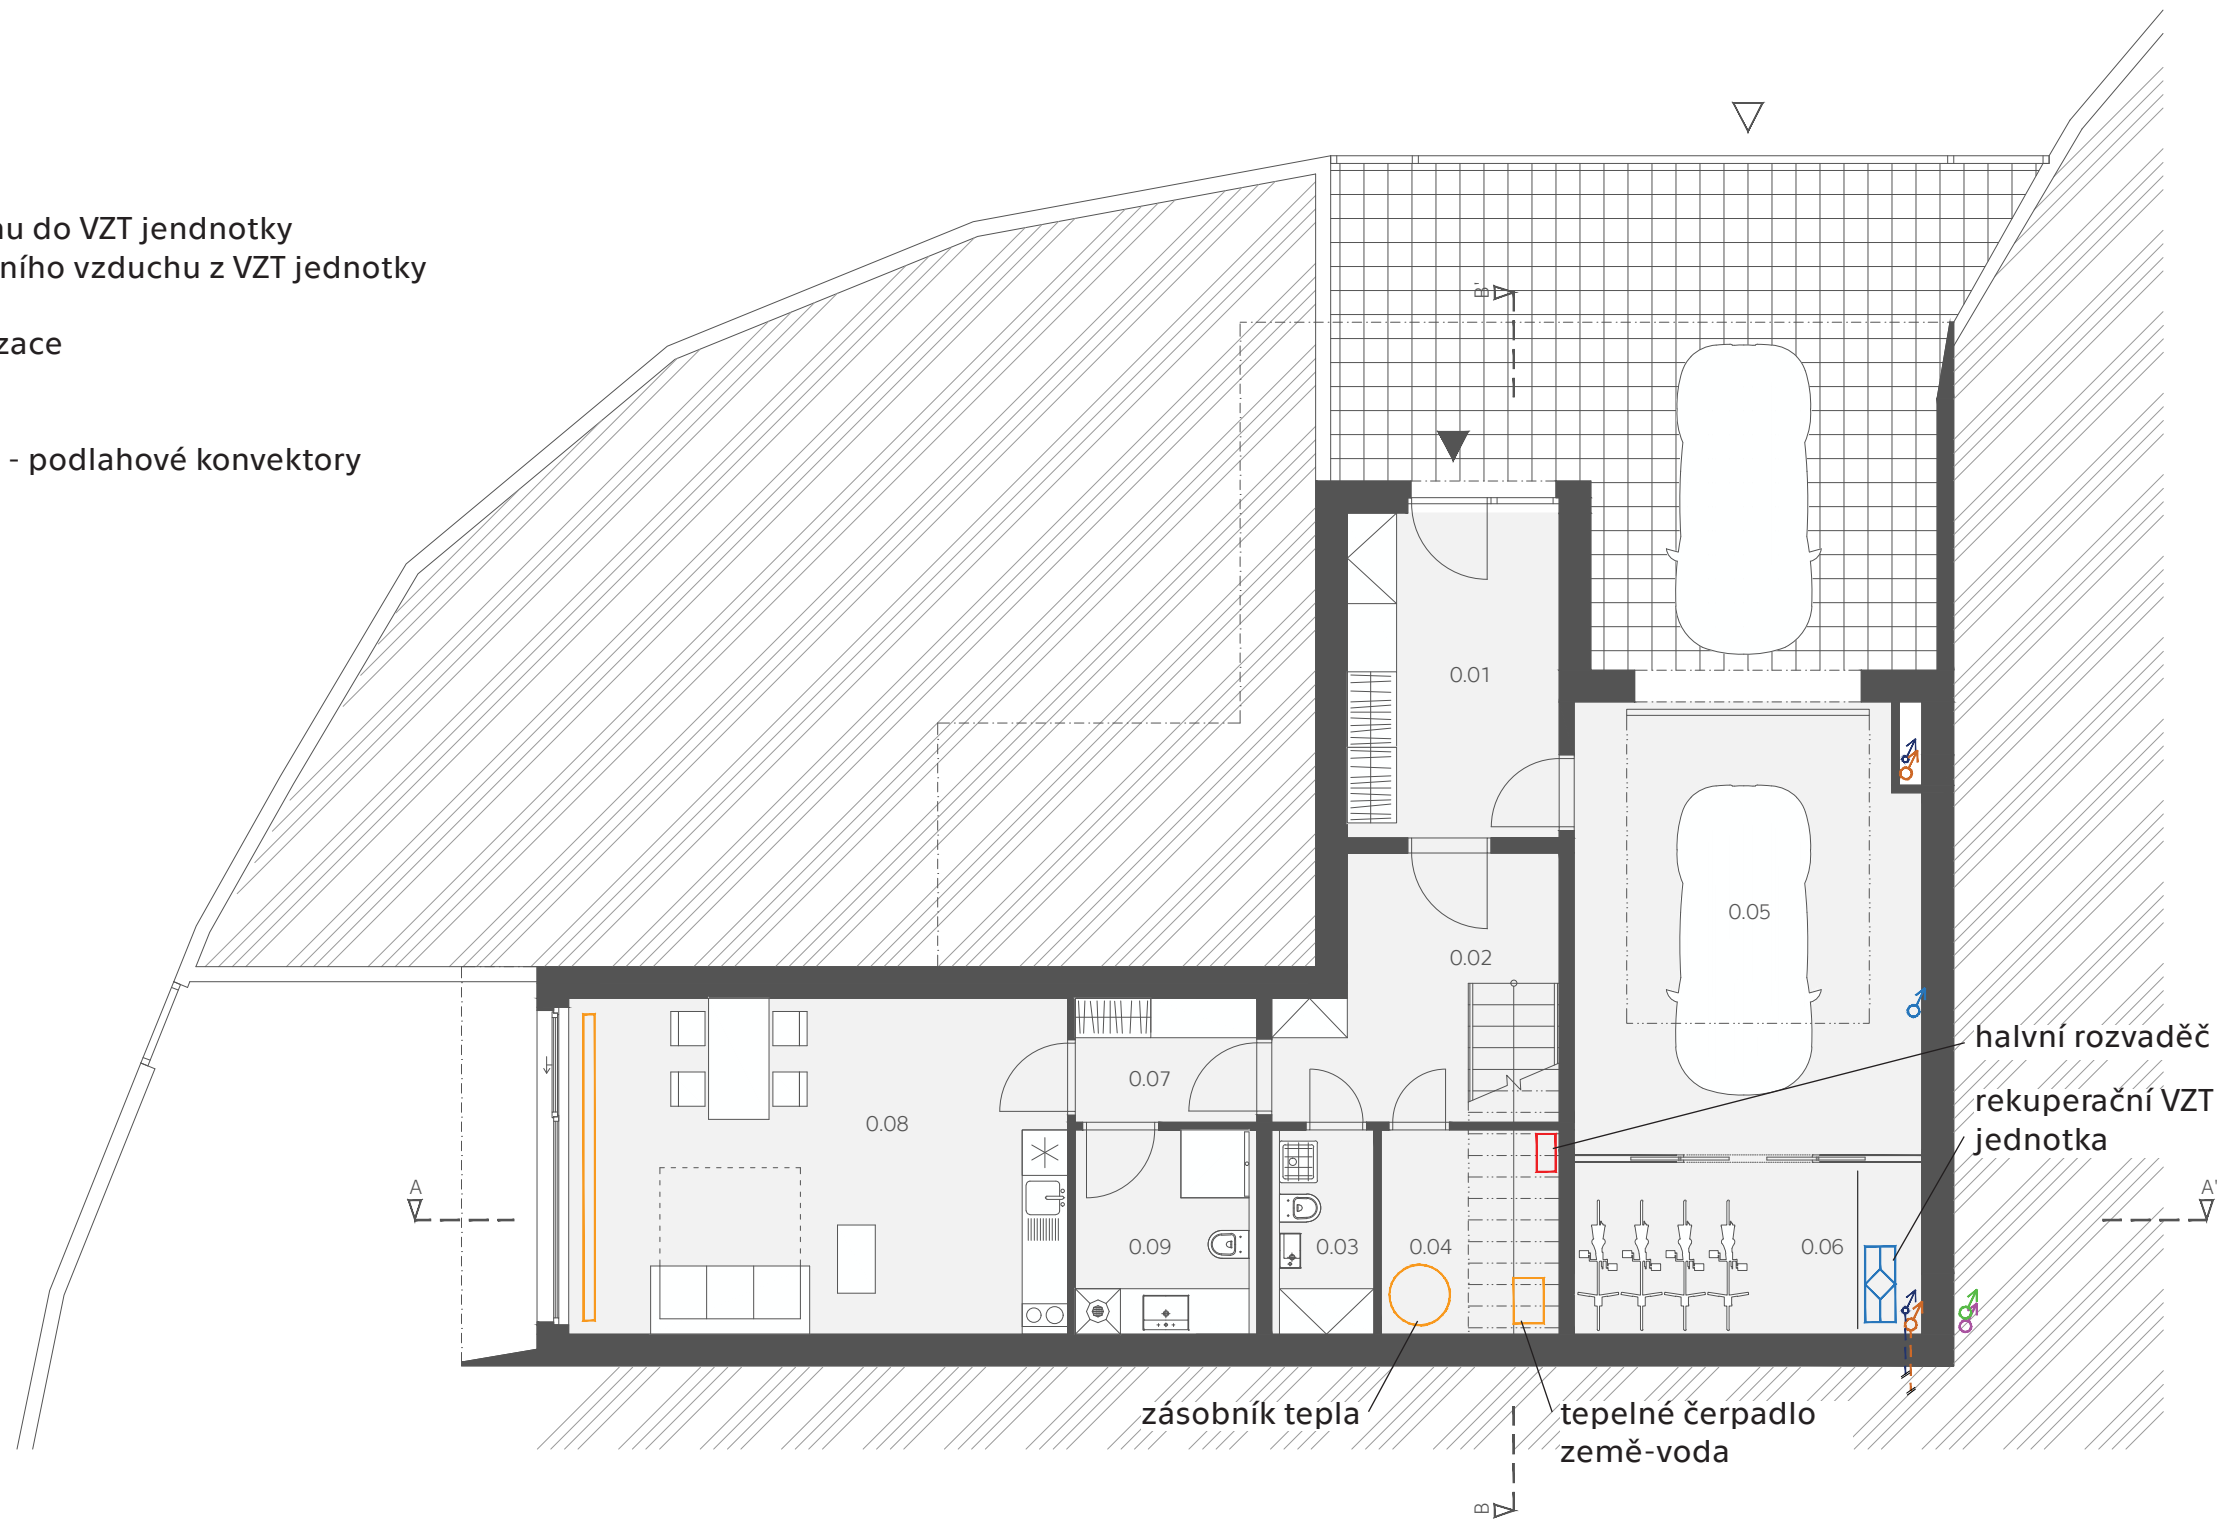 nu do VZT jendnotky
ního vzduchu z VZT jednotky
zace
- podlahové konvektory
B'
0.01
0.05
0.02
halvní rozvaděč
0.07
rekuperační VZT
jednotka
0.08
A
A'
0.09
0.03
0.04
0.06
zásobník tepla
tepelné čerpadlo
země-voda
B